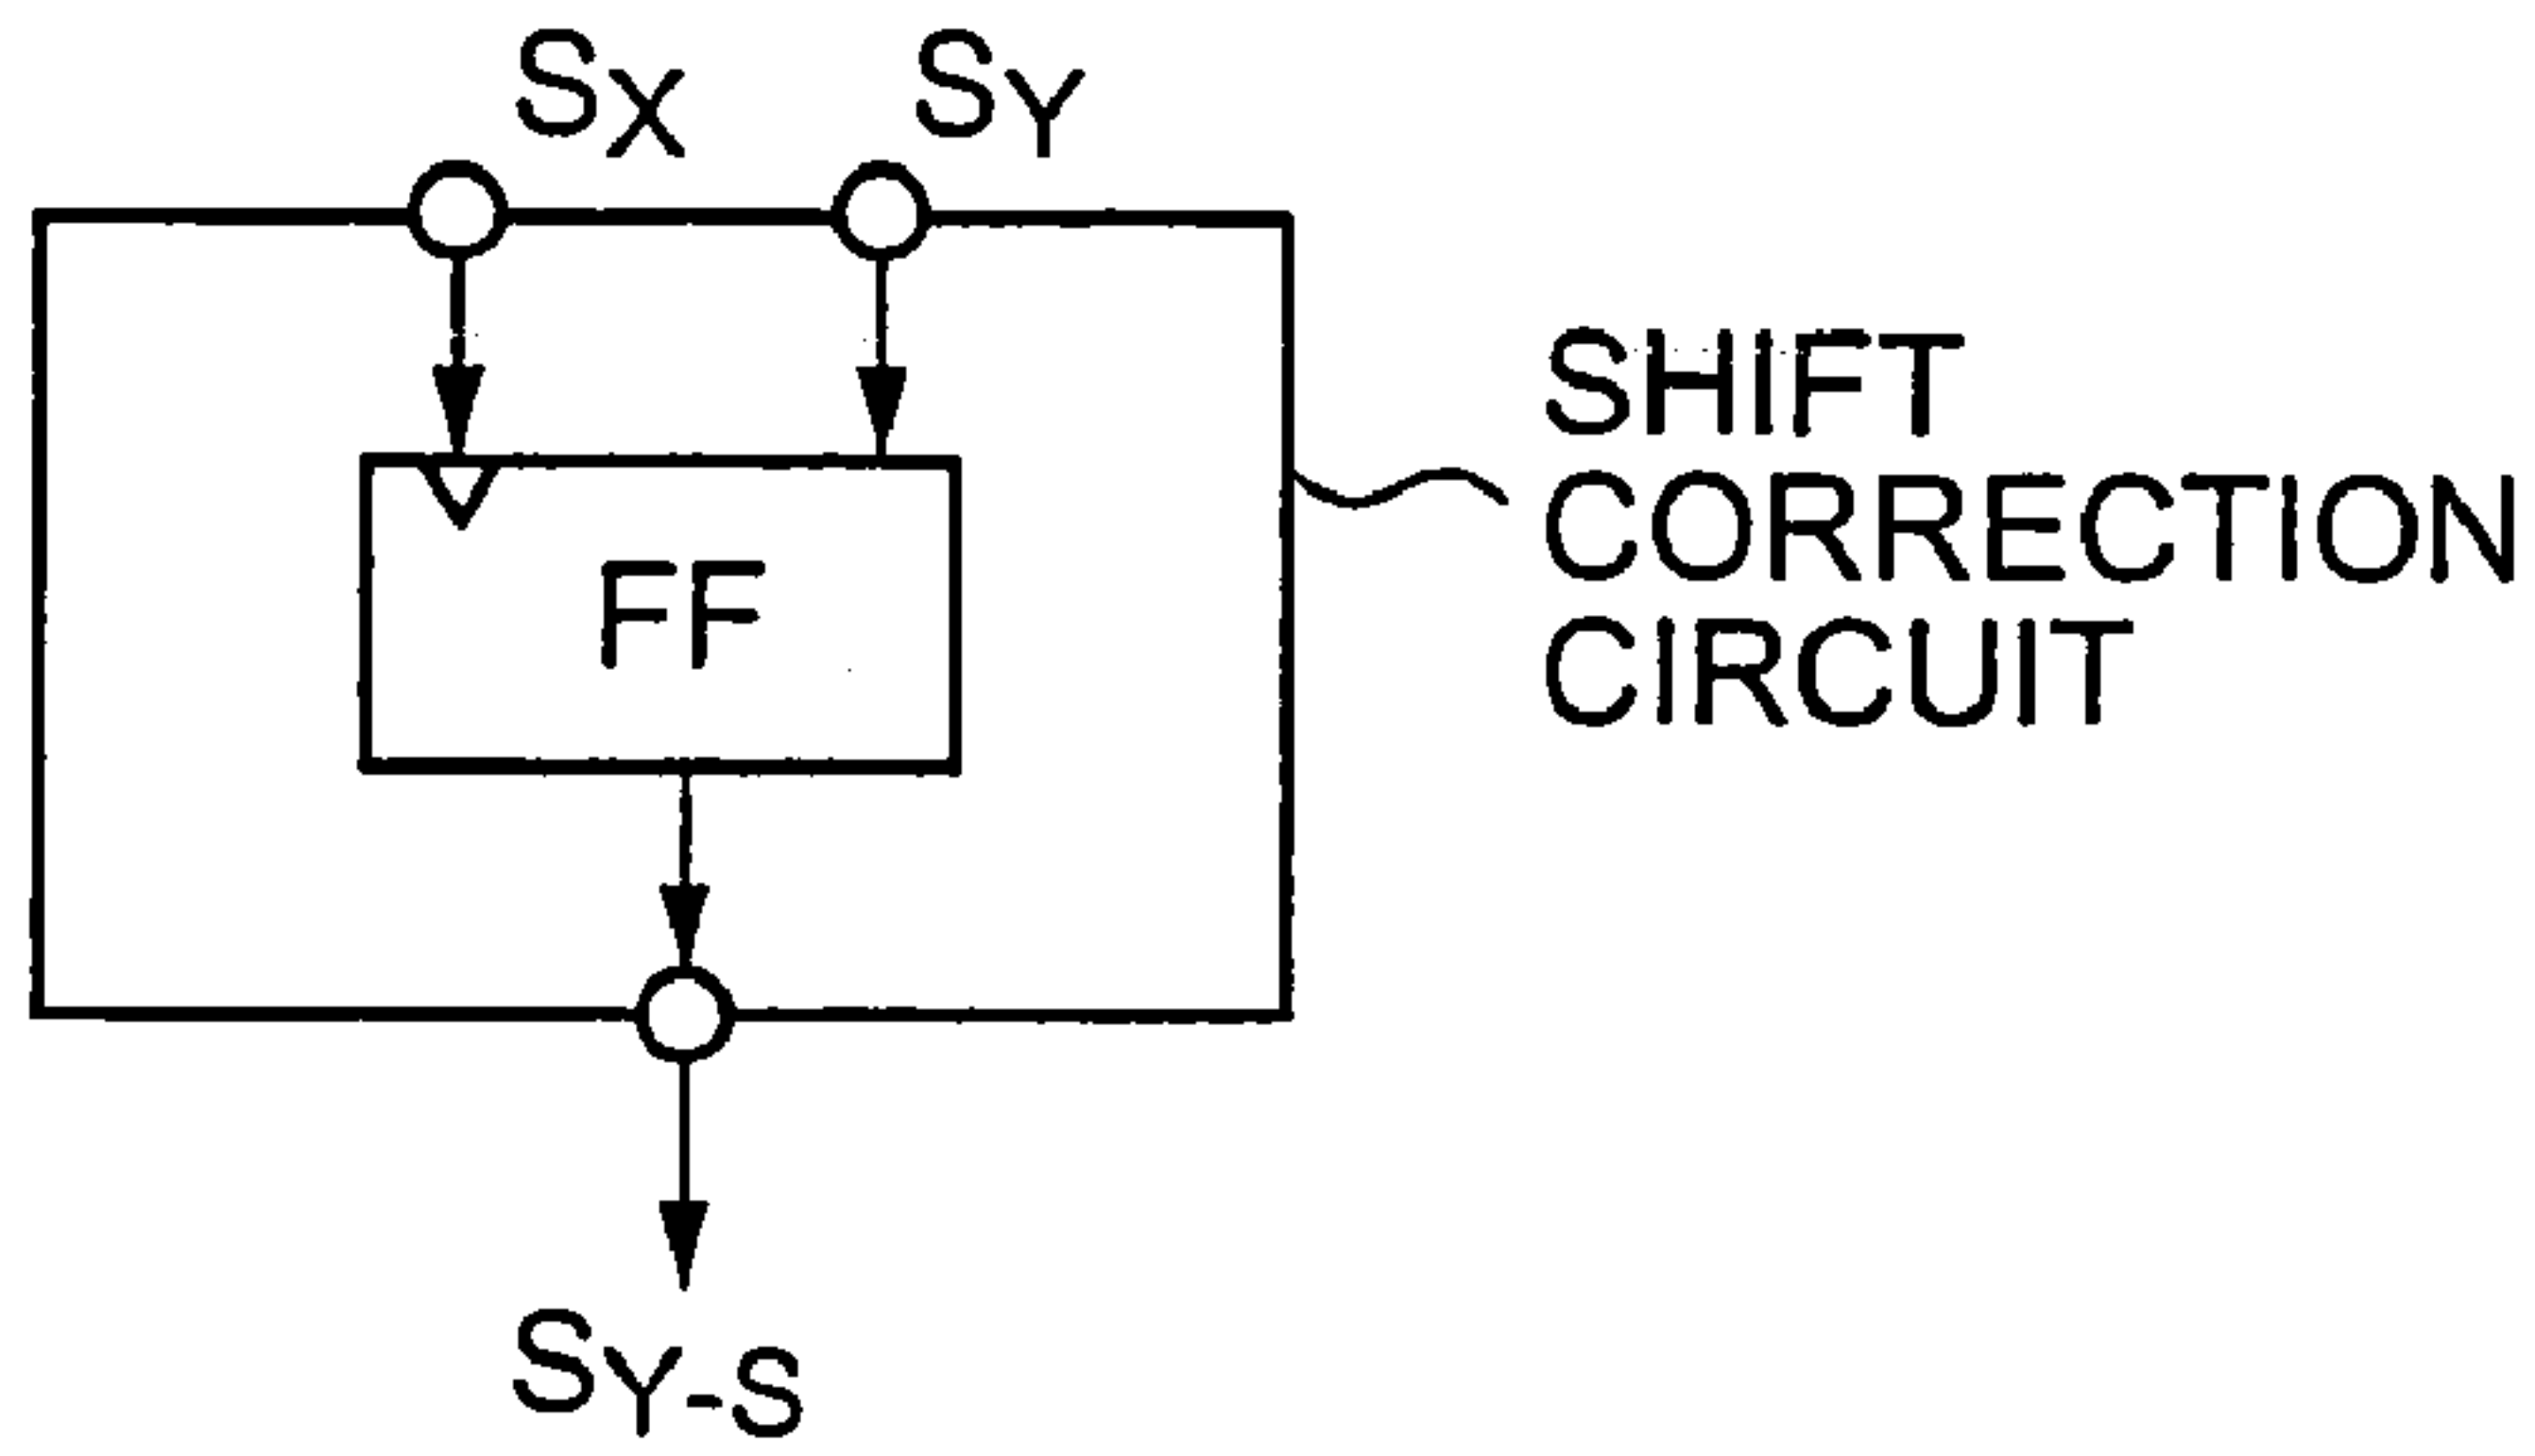 SX SY
SHIFT
CORRECTION
CIRCUIT
FF
SY-S